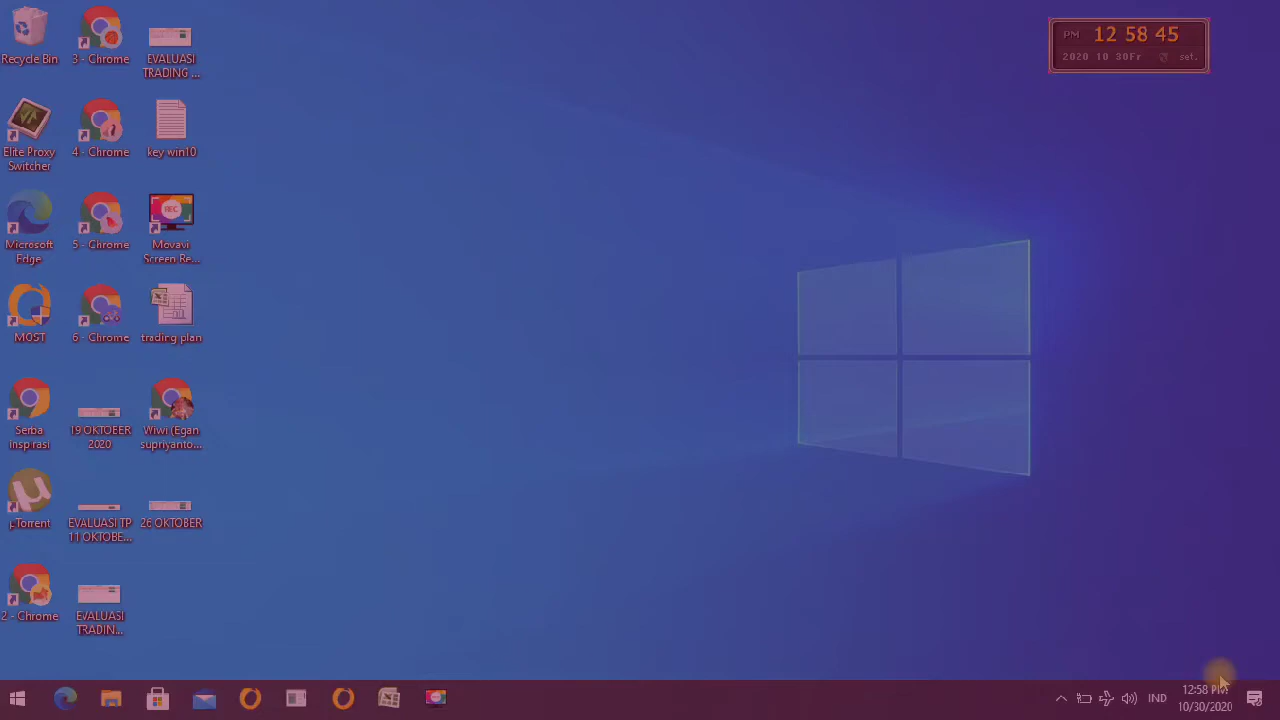 Recycle Bin
3 - Chrome
EVALUASI
TRADING ...
Elite Proxy
Switcher
4 - Chrome
key win10
Microsoft
Edge
5 - Chrome
REC
Movavi
Screen Re...
MOST
6 - Chrome
trading plan
Serba
inspirasi
19 OKTOBER
2020
Wiwi (Egan
supriyanto...
µTorrent
EVALUASI TP
11 OKTOBE...
26 OKTOBER
2 - Chrome
EVALUASI
TRADIN...
PM 12 58 45
2020 10 30Fr set.
IND
12:58 PM
10/30/2020